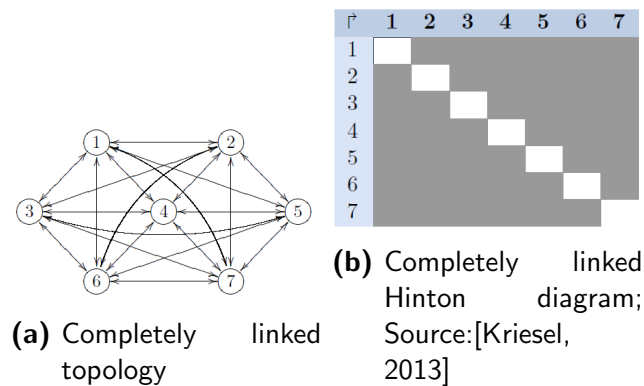 1 2
3 4 5
6 7
(a) Completely linked
topology
↱ 1 2 3 4 5 6 7
1
2
3
4
5
6
7
(b) Completely linked
Hinton diagram;
Source:[Kriesel,
2013]